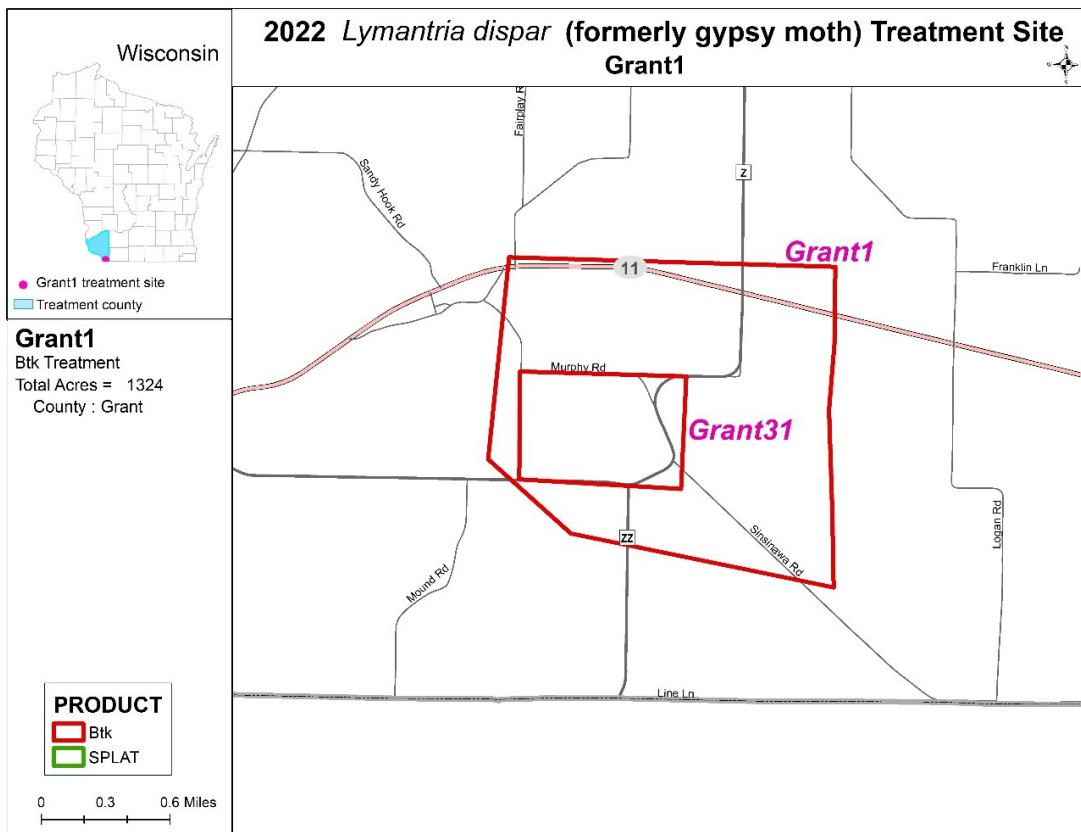 2022 Lymantria dispar (formerly gypsy moth) Treatment Site
Grant1
N
W
E
S
Wisconsin
Grant1 treatment site
Treatment county
Grant1
Btk Treatment
Total Acres = 1324
County : Grant
Fairplay R
Sandy Hook Rd
Z
Grant1
11
Franklin Ln
Murphy Rd
Grant31
Logan Rd
ZZ
Sinsinawa Rd
Mound Rd
Line Ln
PRODUCT
Btk
SPLAT
0 0.3 0.6 Miles